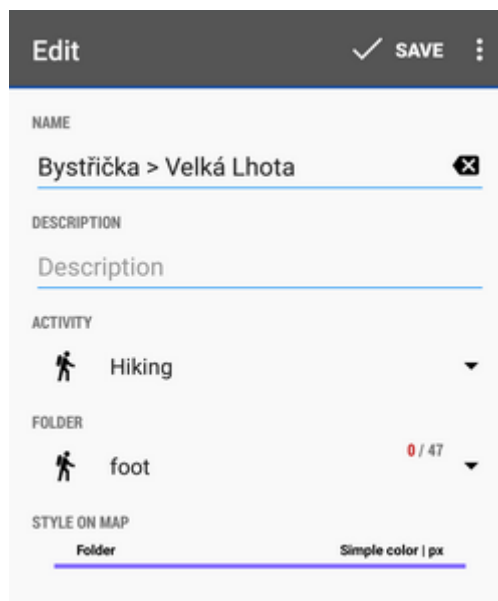 Edit SAVE
NAME
Bystřička > Velká Lhota
DESCRIPTION
Description
ACTIVITY
Hiking
FOLDER
foot 0 / 47
STYLE ON MAP
Folder Simple color | px